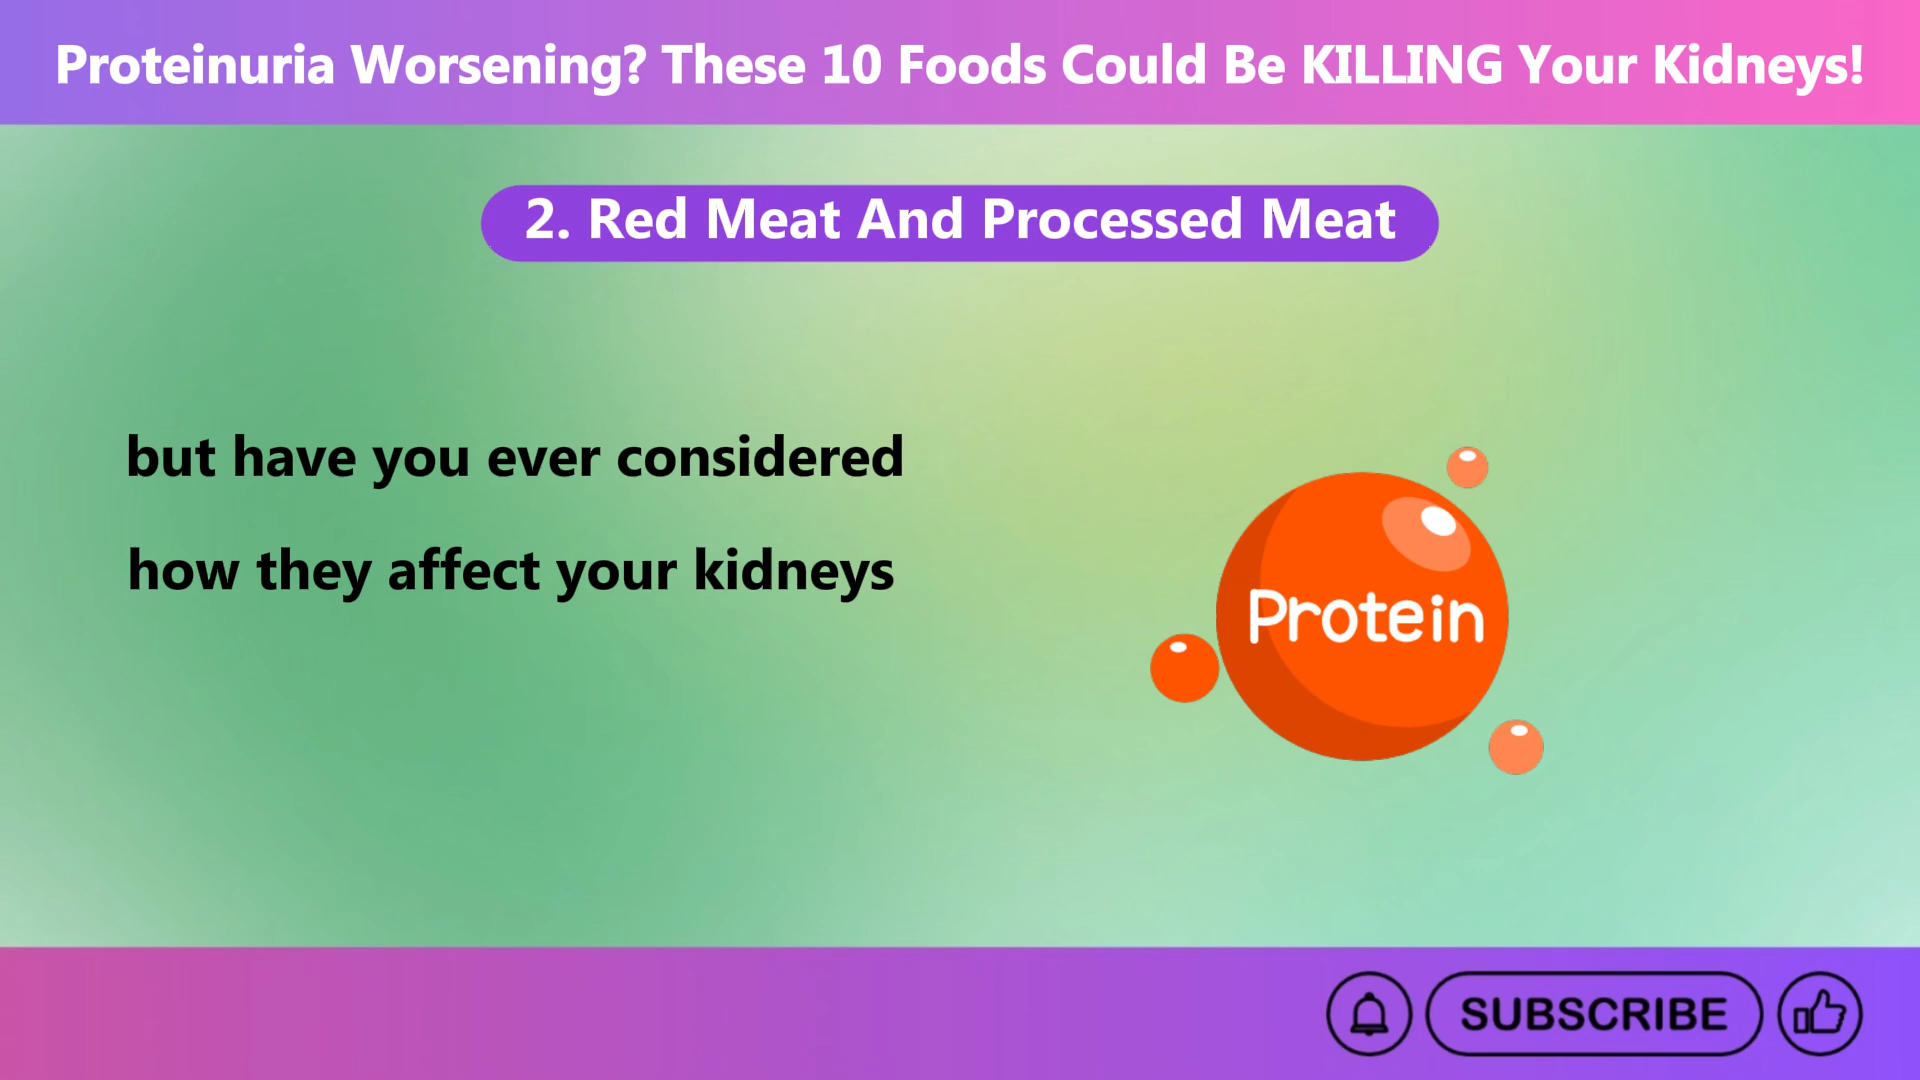 Proteinuria Worsening? These 10 Foods Could Be KILLING Your Kidneys!
2. Red Meat And Processed Meat
but have you ever considered
how they affect your kidneys
Protein
SUBSCRIBE